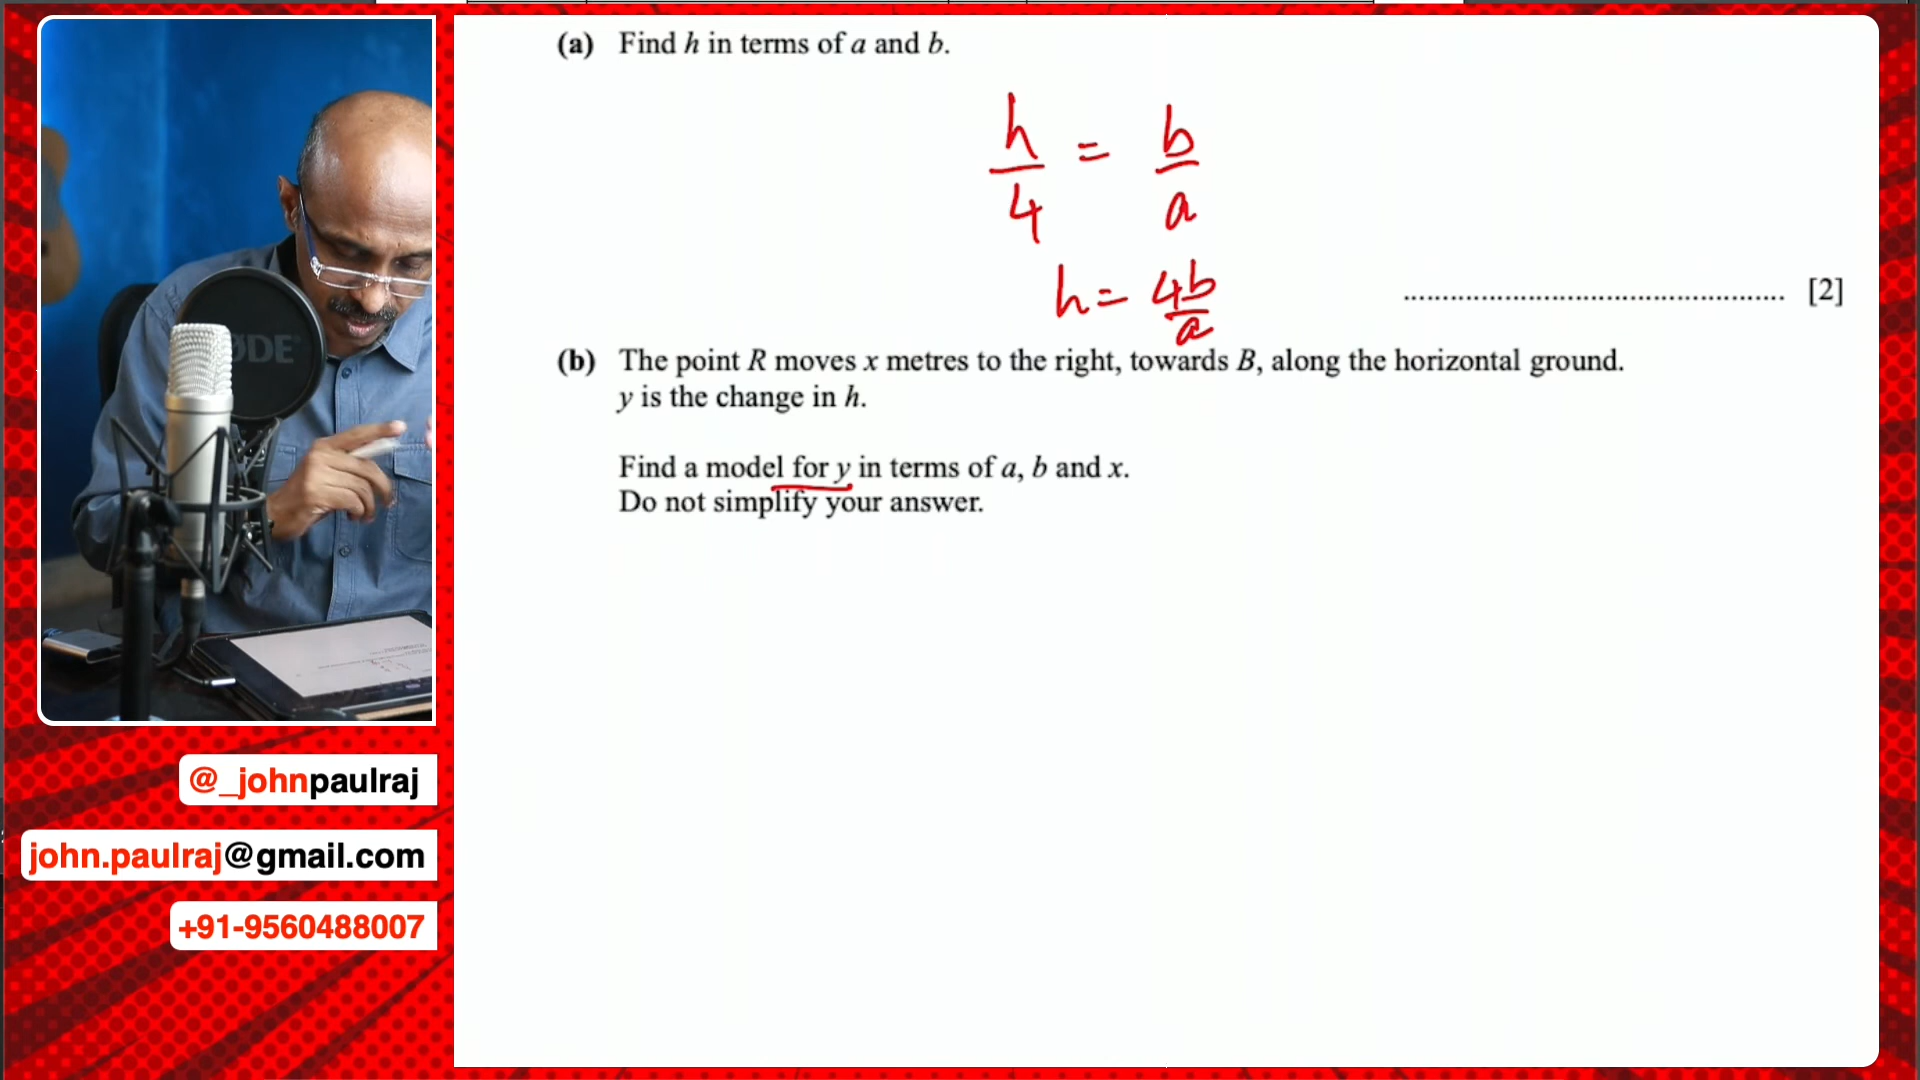 (a) Find h in terms of a and b.
h/4 = b/a
h = 4b/a
[2]
(b) The point R moves x metres to the right, towards B, along the horizontal ground.
y is the change in h.
Find a model for y in terms of a, b and x.
Do not simplify your answer.
@_johnpaulraj
john.paulraj@gmail.com
+91-9560488007